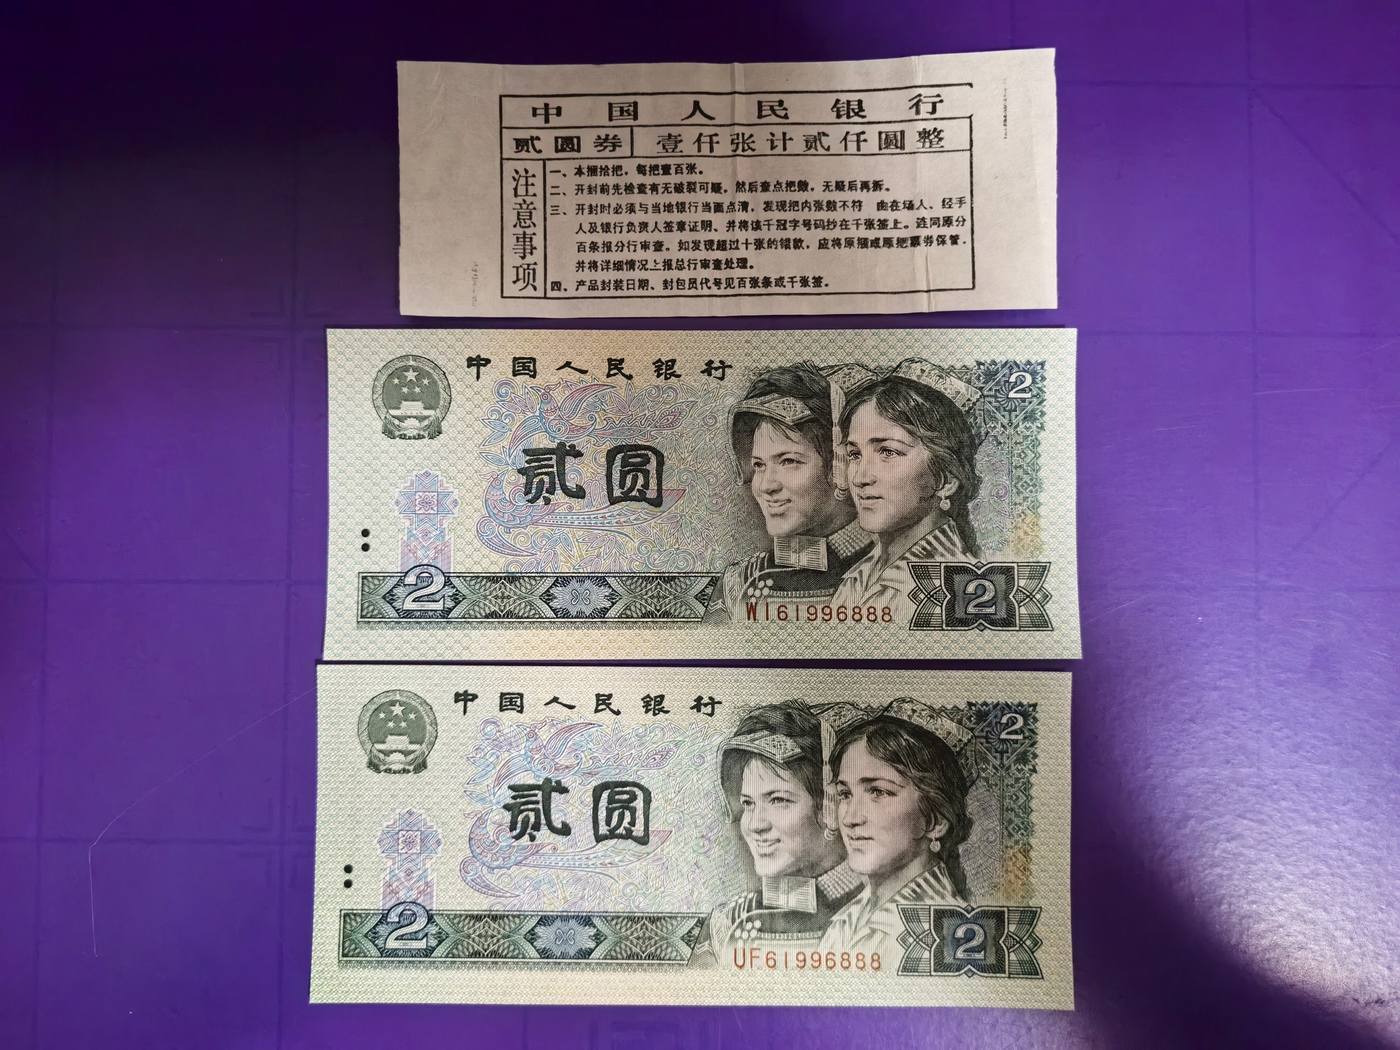 中国人民银行
贰圆券 壹仟张计贰仟圆整
注意事项
一、本捆拾把，每把壹百张。
二、开封前先检查有无破裂可疑，然后查点把数，无疑后再拆。
三、开封时必须与当地银行当面点清，发现把内张数不符 由在场人、经手
人及银行负责人签章证明、并将该千冠字号码抄在千张签上。连同原分
百条报分行审查。如发现超过十张的错款，应将原捆或原把票券保管，
并将详细情况上报总行审查处理。
四、产品封装日期、封包员代号见百张条或千张签。
中国人民银行
2
贰圆
2
WI61996888
2
中国人民银行
2
贰圆
2
UF61996888
2